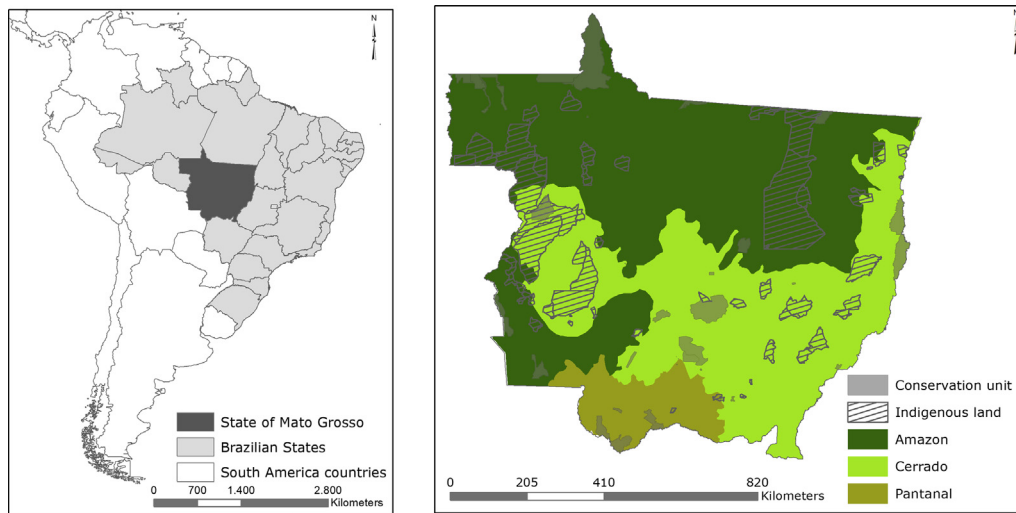 N
State of Mato Grosso
Brazilian States
South America countries
0 700 1.400 2.800
Kilometers
N
Conservation unit
Indigenous land
Amazon
Cerrado
Pantanal
0 205 410 820
Kilometers